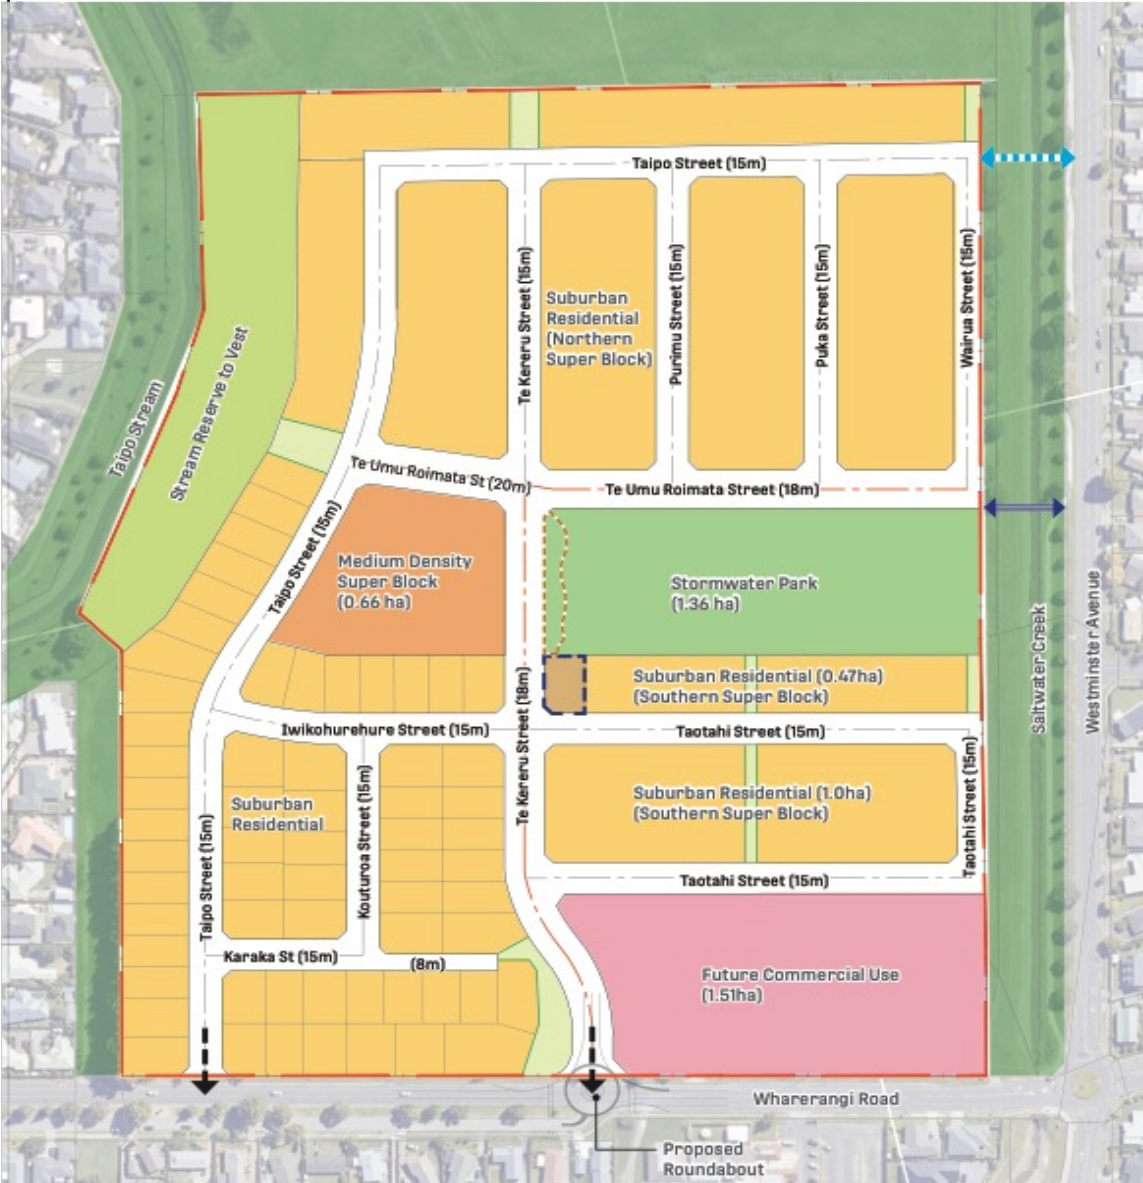 Taipo Street (15m)
Te Kereru Street (15m)
Suburban
Residential
(Northern
Super Block)
Purimu Street (15m)
Puka Street (15m)
Wairua Street (15m)
Taipo Stream
Stream Reserve to Vest
Te Umu Roimata St (20m)
Te Umu Roimata Street (18m)
Taipo Street (15m)
Medium Density
Super Block
(0.66 ha)
Stormwater Park
(1.36 ha)
Saltwater Creek
Westminster Avenue
Te Kereru Street (18m)
Suburban Residential (0.47ha)
(Southern Super Block)
Iwikohurehure Street (15m)
Taotahi Street (15m)
Suburban
Residential
Kouturoa Street (15m)
Suburban Residential (1.0ha)
(Southern Super Block)
Taotahi Street (15m)
Taipo Street (15m)
Taotahi Street (15m)
Karaka St (15m)
(8m)
Future Commercial Use
(1.51ha)
Wharerangi Road
Proposed
Roundabout